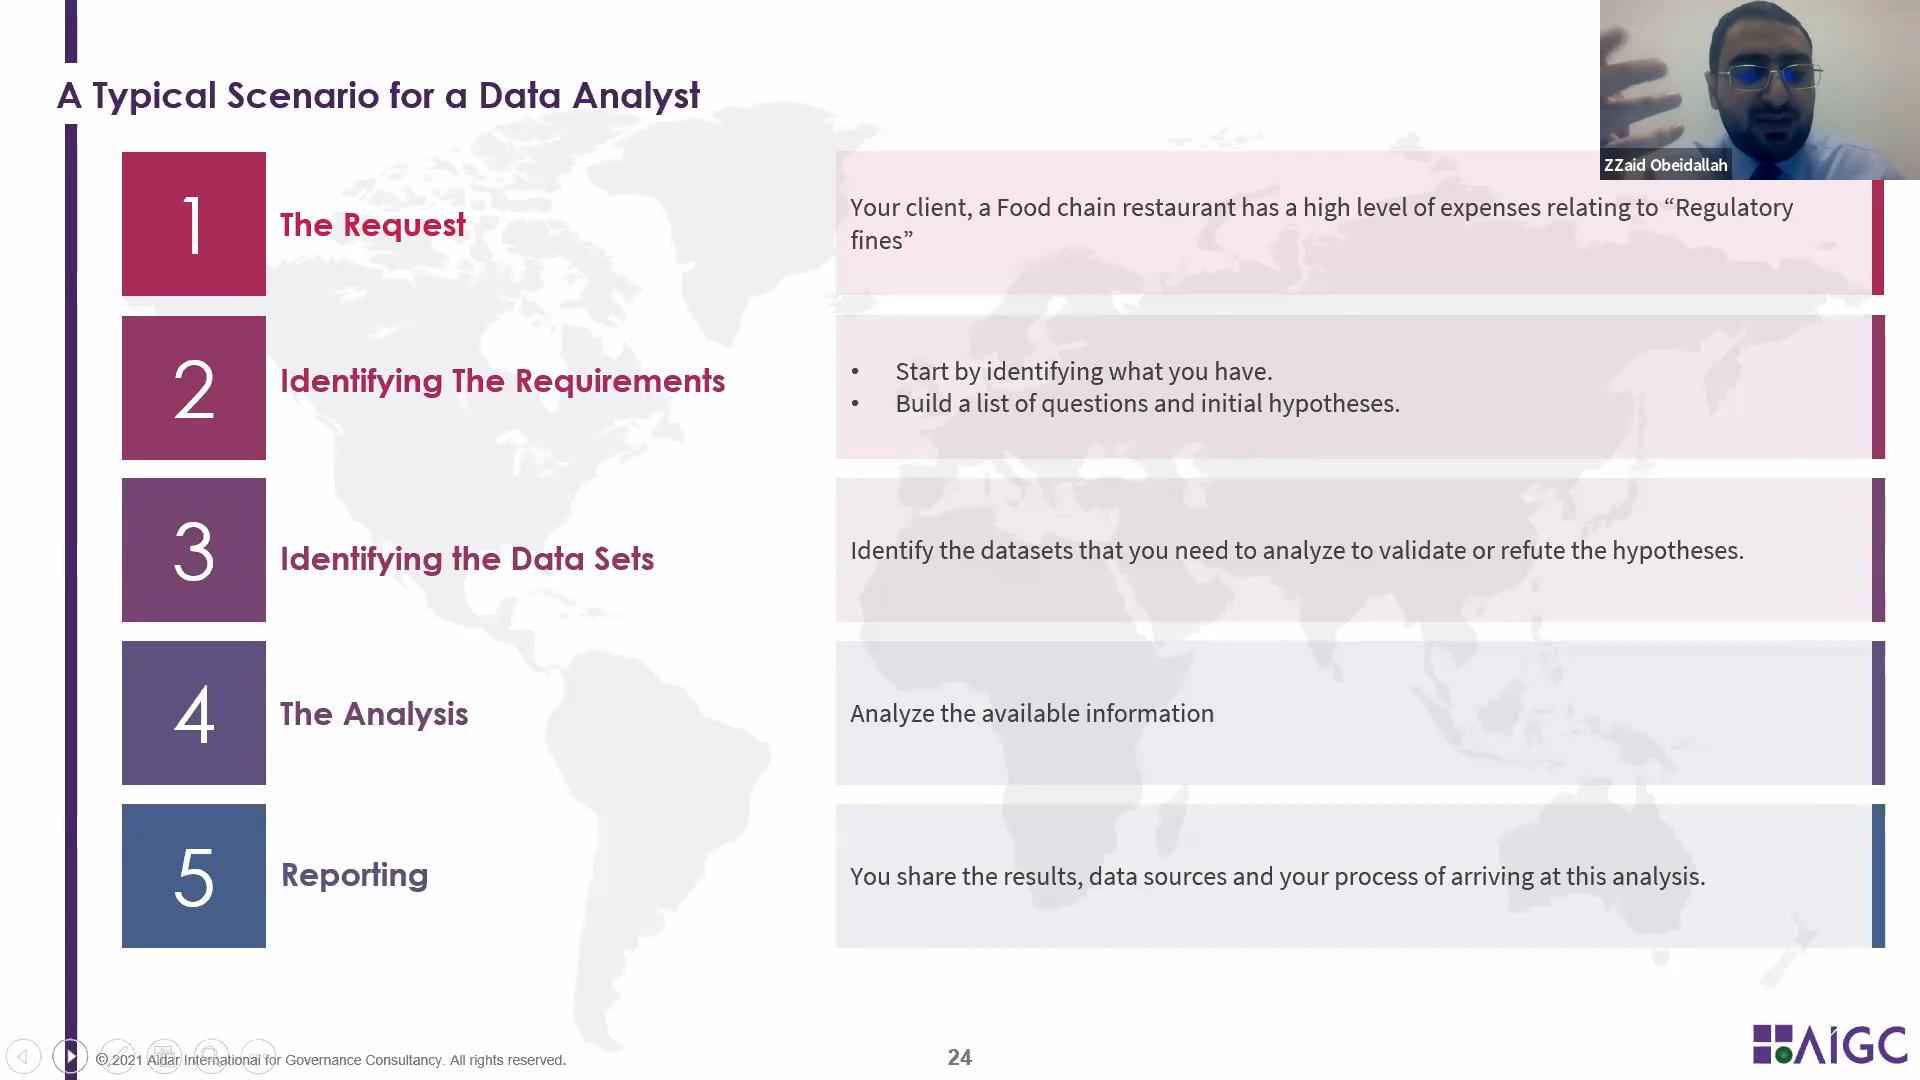 A Typical Scenario for a Data Analyst
ZZaid Obeidallah
1
The Request
Your client, a Food chain restaurant has a high level of expenses relating to “Regulatory
fines”
2
Identifying The Requirements
• Start by identifying what you have.
• Build a list of questions and initial hypotheses.
3
Identifying the Data Sets
Identify the datasets that you need to analyze to validate or refute the hypotheses.
4
The Analysis
Analyze the available information
5
Reporting
You share the results, data sources and your process of arriving at this analysis.
© 2021 Aldar International for Governance Consultancy. All rights reserved.
24
AIGC